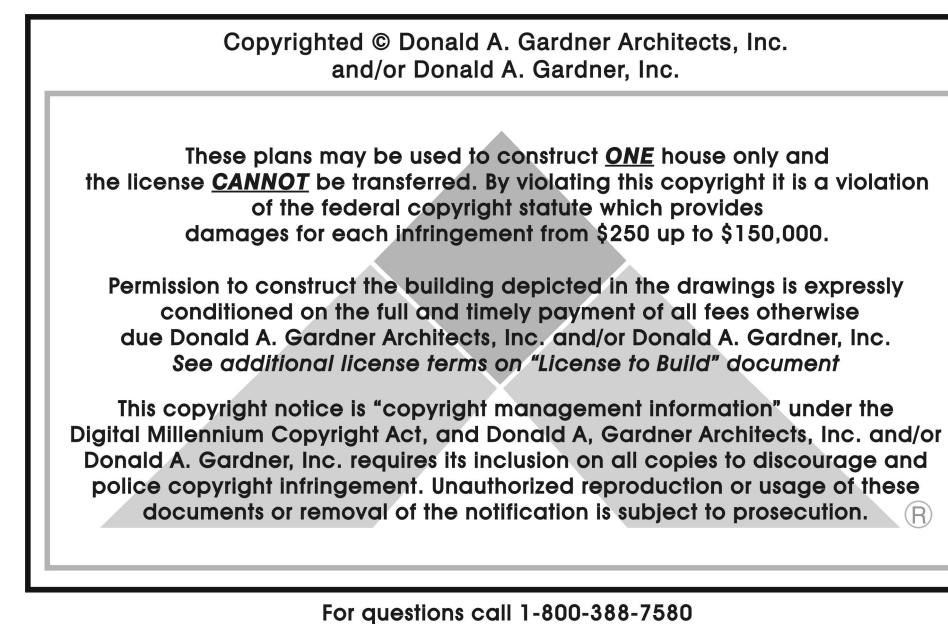 Copyrighted © Donald A. Gardner Architects, Inc.
and/or Donald A. Gardner, Inc.
These plans may be used to construct ONE house only and
the license CANNOT be transferred. By violating this copyright it is a violation
of the federal copyright statute which provides
damages for each infringement from $250 up to $150,000.
Permission to construct the building depicted in the drawings is expressly
conditioned on the full and timely payment of all fees otherwise
due Donald A. Gardner Architects, Inc. and/or Donald A. Gardner, Inc.
See additional license terms on “License to Build” document
This copyright notice is “copyright management information” under the
Digital Millennium Copyright Act, and Donald A, Gardner Architects, Inc. and/or
Donald A. Gardner, Inc. requires its inclusion on all copies to discourage and
police copyright infringement. Unauthorized reproduction or usage of these
documents or removal of the notification is subject to prosecution. ®
For questions call 1-800-388-7580